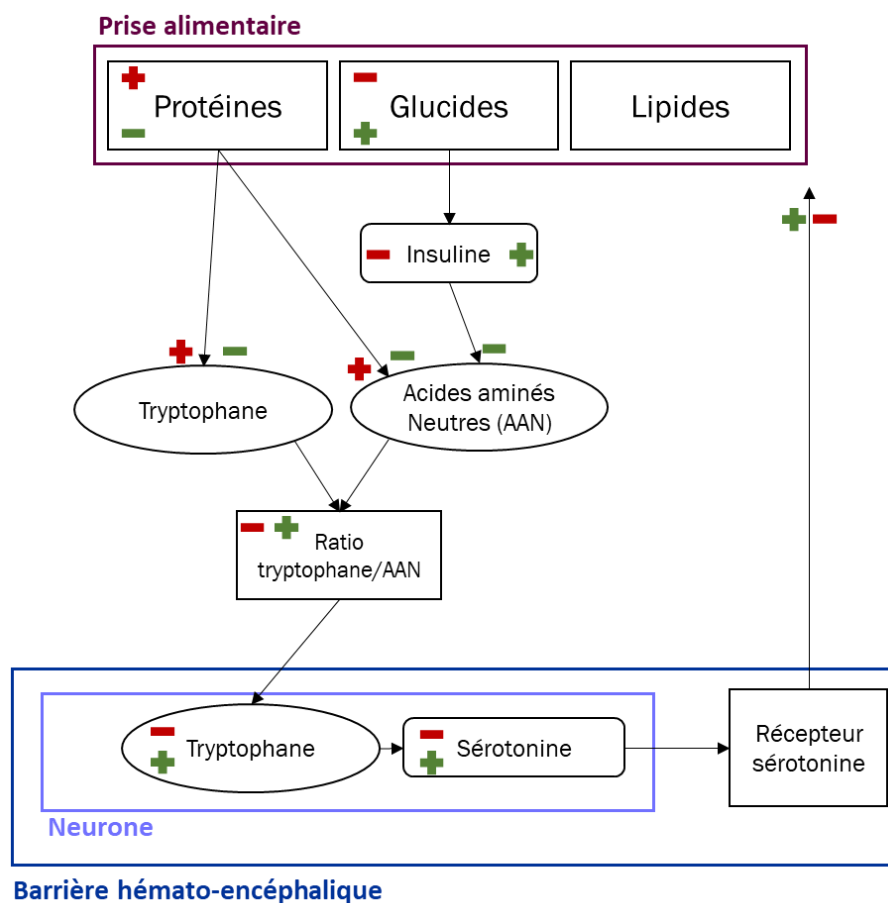 Prise alimentaire
Protéines
Glucides
Lipides
Insuline
Tryptophane
Acides aminés
Neutres (AAN)
Ratio
tryptophane/AAN
Tryptophane
Sérotonine
Récepteur
sérotonine
Neurone
Barrière hémato-encéphalique